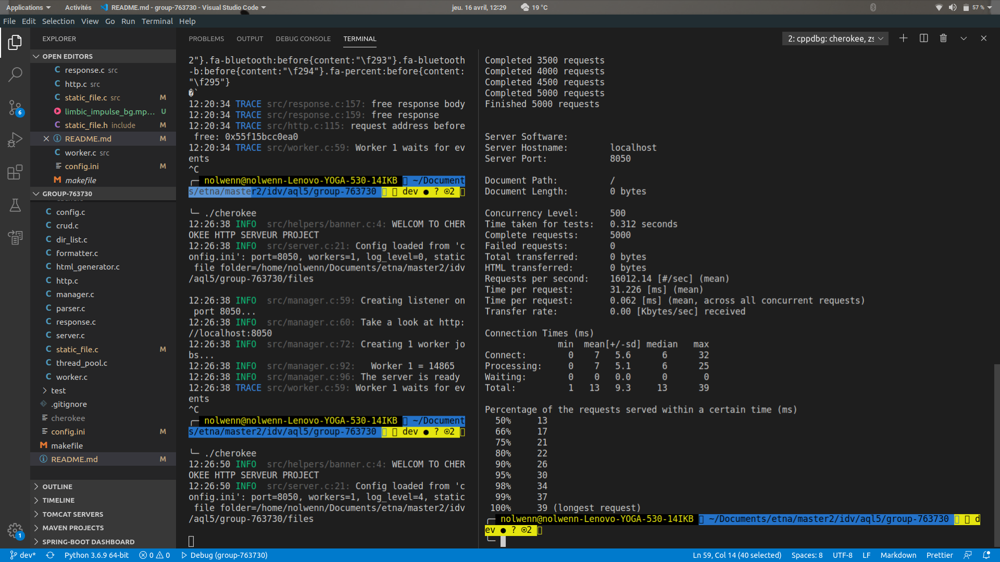 Applications
Activités
README.md - group-763730 - Visual Studio Code
jeu. 16 avril, 12:29
19 °C
57 %
File Edit Selection View Go Run Terminal Help
EXPLORER
OPEN EDITORS
response.c src
http.c src
static_file.c src M
limbic_impulse_bg.mp... U
static_file.h include M
README.md M
worker.c src
config.ini M
makefile
GROUP-763730
config.c
crud.c
dir_list.c
formatter.c
html_generator.c
http.c
manager.c
parser.c
response.c
server.c
static_file.c M
thread_pool.c
worker.c
test
.gitignore
cherokee
config.ini M
makefile
README.md M
OUTLINE
TIMELINE
TOMCAT SERVERS
MAVEN PROJECTS
SPRING-BOOT DASHBOARD
6
1
PROBLEMS OUTPUT DEBUG CONSOLE TERMINAL
2: cppdbg: cherokee, zs
2"}.fa-bluetooth:before{content:"\f293"}.fa-bluetooth
-b:before{content:"\f294"}.fa-percent:before{content:
"\f295"}
�`
12:20:34 TRACE src/response.c:157: free response body
12:20:34 TRACE src/response.c:159: free response
12:20:34 TRACE src/http.c:115: request address before
free: 0x55f15bcc0ea0
12:20:34 TRACE src/worker.c:59: Worker 1 waits for ev
ents
^C
nolwenn@nolwenn-Lenovo-YOGA-530-14IKB ~/Document
s/etna/master2/idv/aql5/group-763730 dev ● ? ⍟2
./cherokee
12:26:38 INFO src/helpers/banner.c:4: WELCOM TO CHER
OKEE HTTP SERVEUR PROJECT
12:26:38 INFO src/server.c:21: Config loaded from 'c
onfig.ini': port=8050, workers=1, log_level=0, static
file folder=/home/nolwenn/Documents/etna/master2/idv
/aql5/group-763730/files
12:26:38 INFO src/manager.c:59: Creating listener on
port 8050...
12:26:38 INFO src/manager.c:60: Take a look at http:
//localhost:8050
12:26:38 INFO src/manager.c:72: Creating 1 worker jo
bs...
12:26:38 INFO src/manager.c:92: Worker 1 = 14865
12:26:38 INFO src/manager.c:96: The server is ready
12:26:38 TRACE src/worker.c:59: Worker 1 waits for ev
ents
^C
nolwenn@nolwenn-Lenovo-YOGA-530-14IKB ~/Document
s/etna/master2/idv/aql5/group-763730 dev ● ? ⍟2
./cherokee
12:26:50 INFO src/helpers/banner.c:4: WELCOM TO CHER
OKEE HTTP SERVEUR PROJECT
12:26:50 INFO src/server.c:21: Config loaded from 'c
onfig.ini': port=8050, workers=1, log_level=4, static
file folder=/home/nolwenn/Documents/etna/master2/idv
/aql5/group-763730/files
Completed 3500 requests
Completed 4000 requests
Completed 4500 requests
Completed 5000 requests
Finished 5000 requests
Server Software:
Server Hostname: localhost
Server Port: 8050
Document Path: /
Document Length: 0 bytes
Concurrency Level: 500
Time taken for tests: 0.312 seconds
Complete requests: 5000
Failed requests: 0
Total transferred: 0 bytes
HTML transferred: 0 bytes
Requests per second: 16012.14 [#/sec] (mean)
Time per request: 31.226 [ms] (mean)
Time per request: 0.062 [ms] (mean, across all concurrent requests)
Transfer rate: 0.00 [Kbytes/sec] received
Connection Times (ms)
min mean[+/-sd] median max
Connect: 0 7 5.6 6 32
Processing: 0 7 5.1 6 25
Waiting: 0 0 0.0 0 0
Total: 1 13 9.3 13 39
Percentage of the requests served within a certain time (ms)
50% 13
66% 17
75% 21
80% 22
90% 26
95% 30
98% 34
99% 37
100% 39 (longest request)
nolwenn@nolwenn-Lenovo-YOGA-530-14IKB ~/Documents/etna/master2/idv/aql5/group-763730 d
ev ● ? ⍟2
dev* Python 3.6.9 64-bit 0 0 Debug (group-763730)
Ln 59, Col 14 (40 selected) Spaces: 8 UTF-8 LF Markdown Prettier